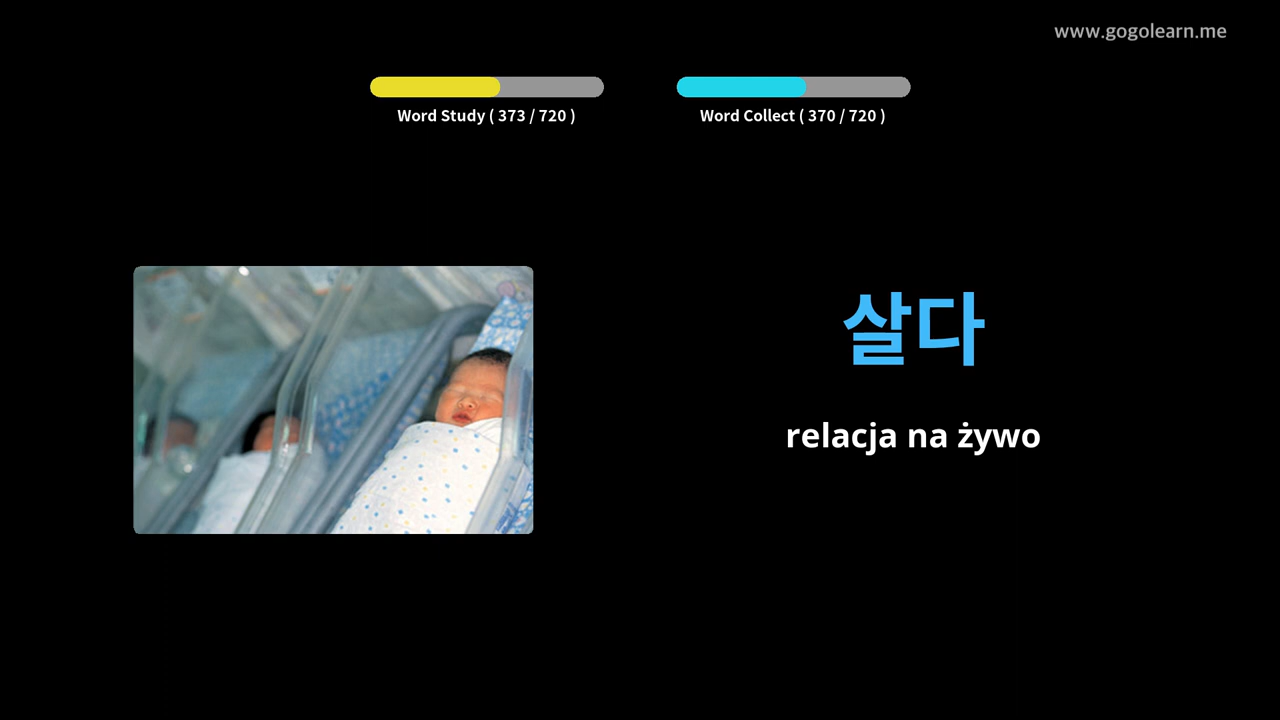 www.gogolearn.me
Word Study ( 373 / 720 )
Word Collect ( 370 / 720 )
살다
relacja na żywo